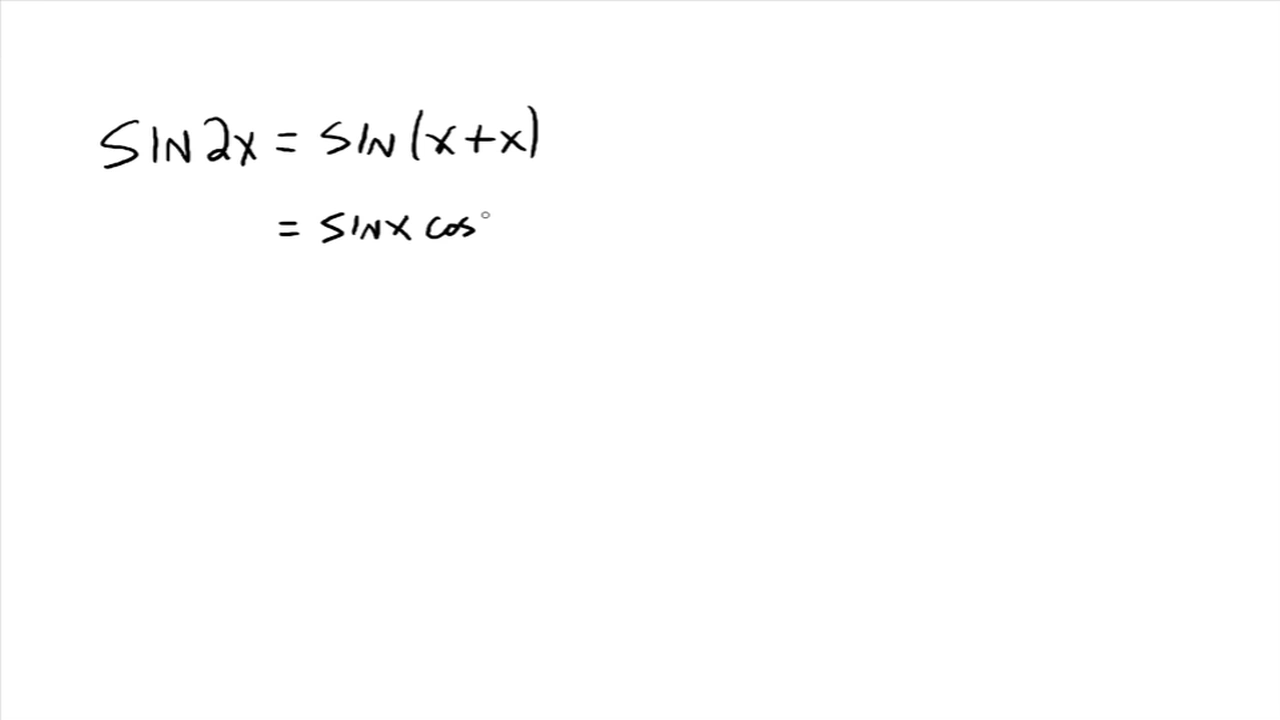 SIN 2x = SIN (x+x)
= SINX cos